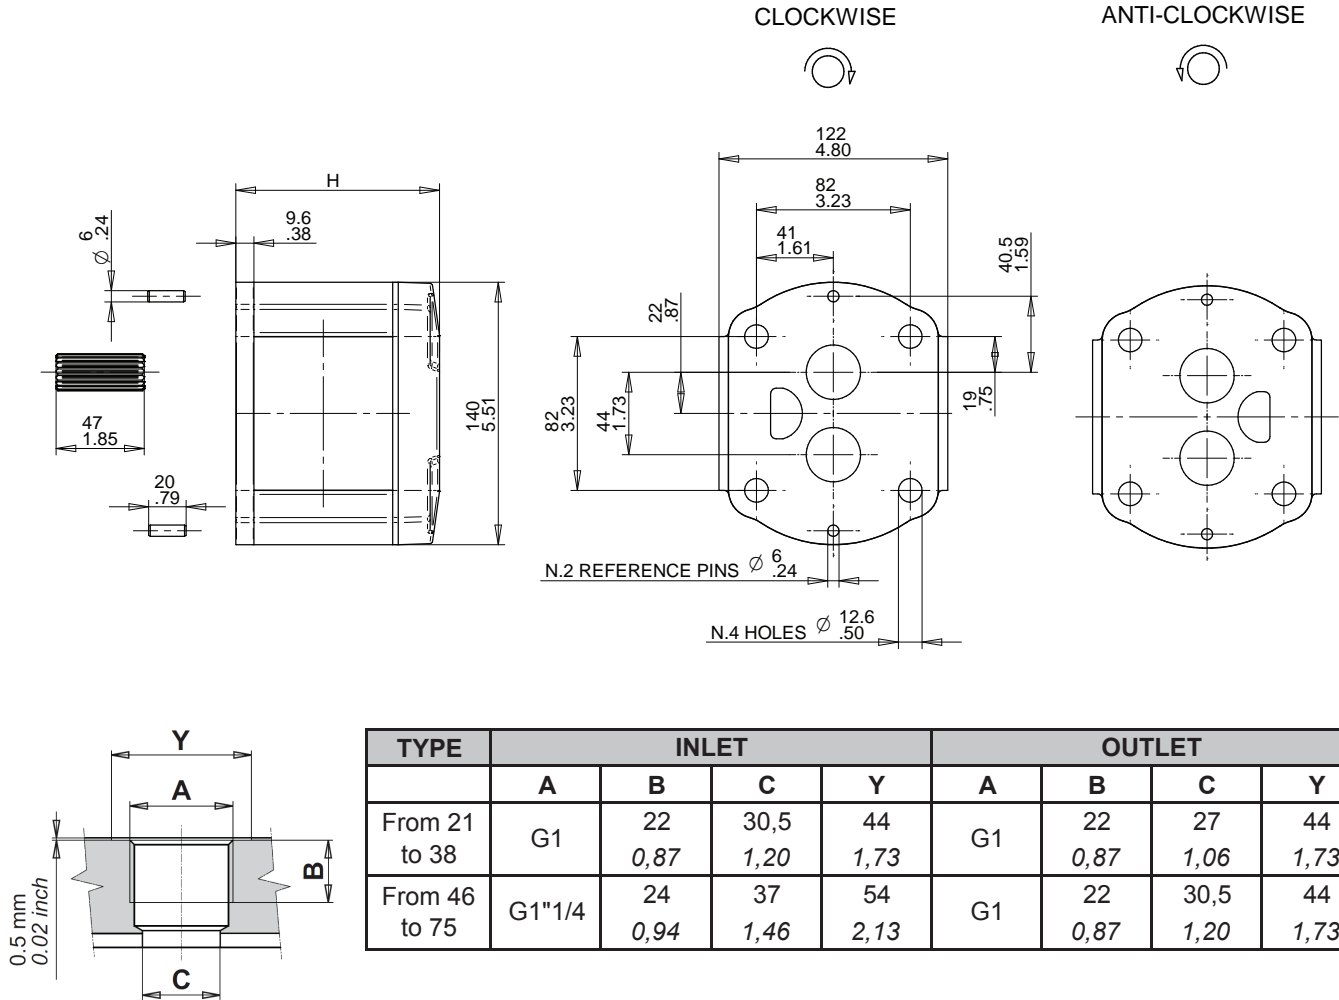 CLOCKWISE
ANTI-CLOCKWISE
122
4.80
H
82
3.23
9.6
.38
6
Ø .24
41
1.61
40.5
1.59
22
.87
47
1.85
140
5.51
82
3.23
44
1.73
19
.75
20
.79
N.2 REFERENCE PINS Ø 6
.24
N.4 HOLES Ø 12.6
.50
Y
A
B
C
0.5 mm
0.02 inch
TYPE INLET OUTLET
A B C Y A B C Y
From 21 to 38 G1 22 30,5 44 G1 22 27 44
0,87 1,20 1,73 0,87 1,06 1,73
From 46 to 75 G1"1/4 24 37 54 G1 22 30,5 44
0,94 1,46 2,13 0,87 1,20 1,73